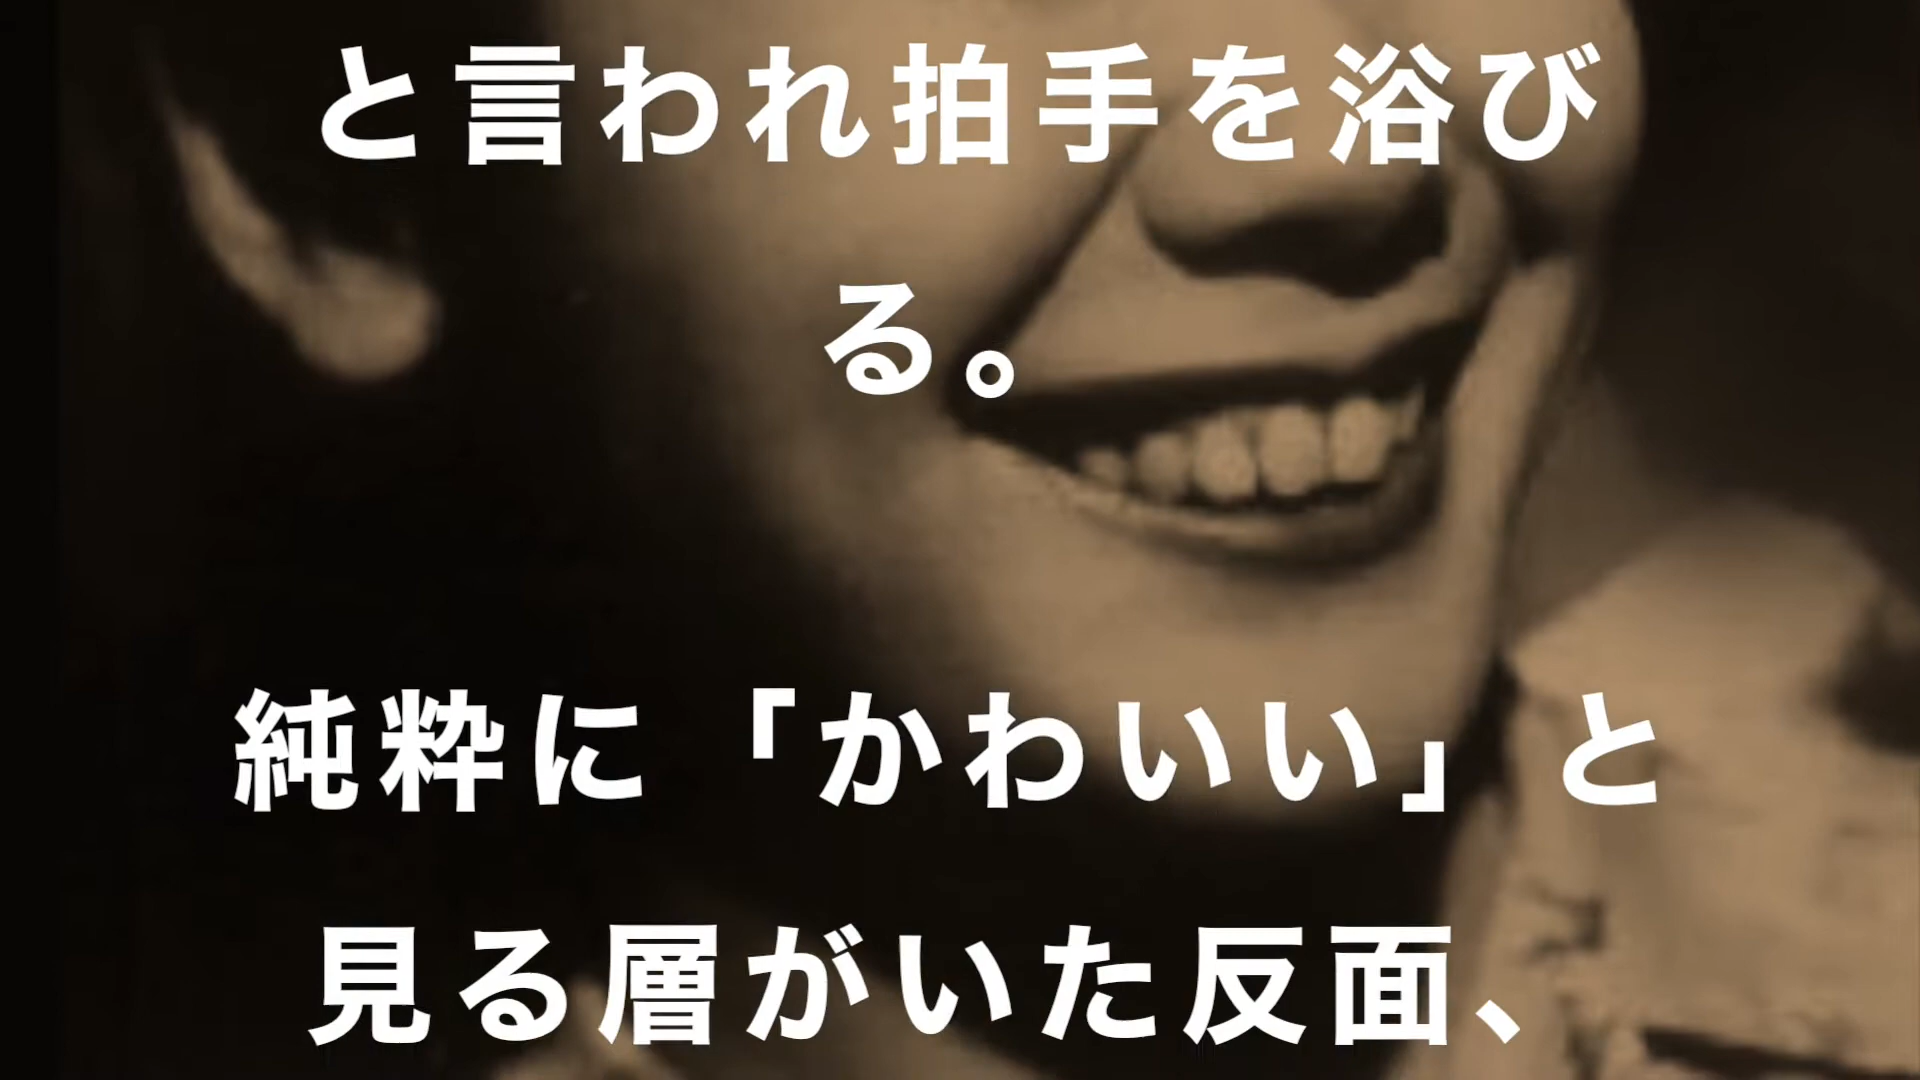 と言われ拍手を浴び
る。
純粋に「かわいい」と
見る層がいた反面、